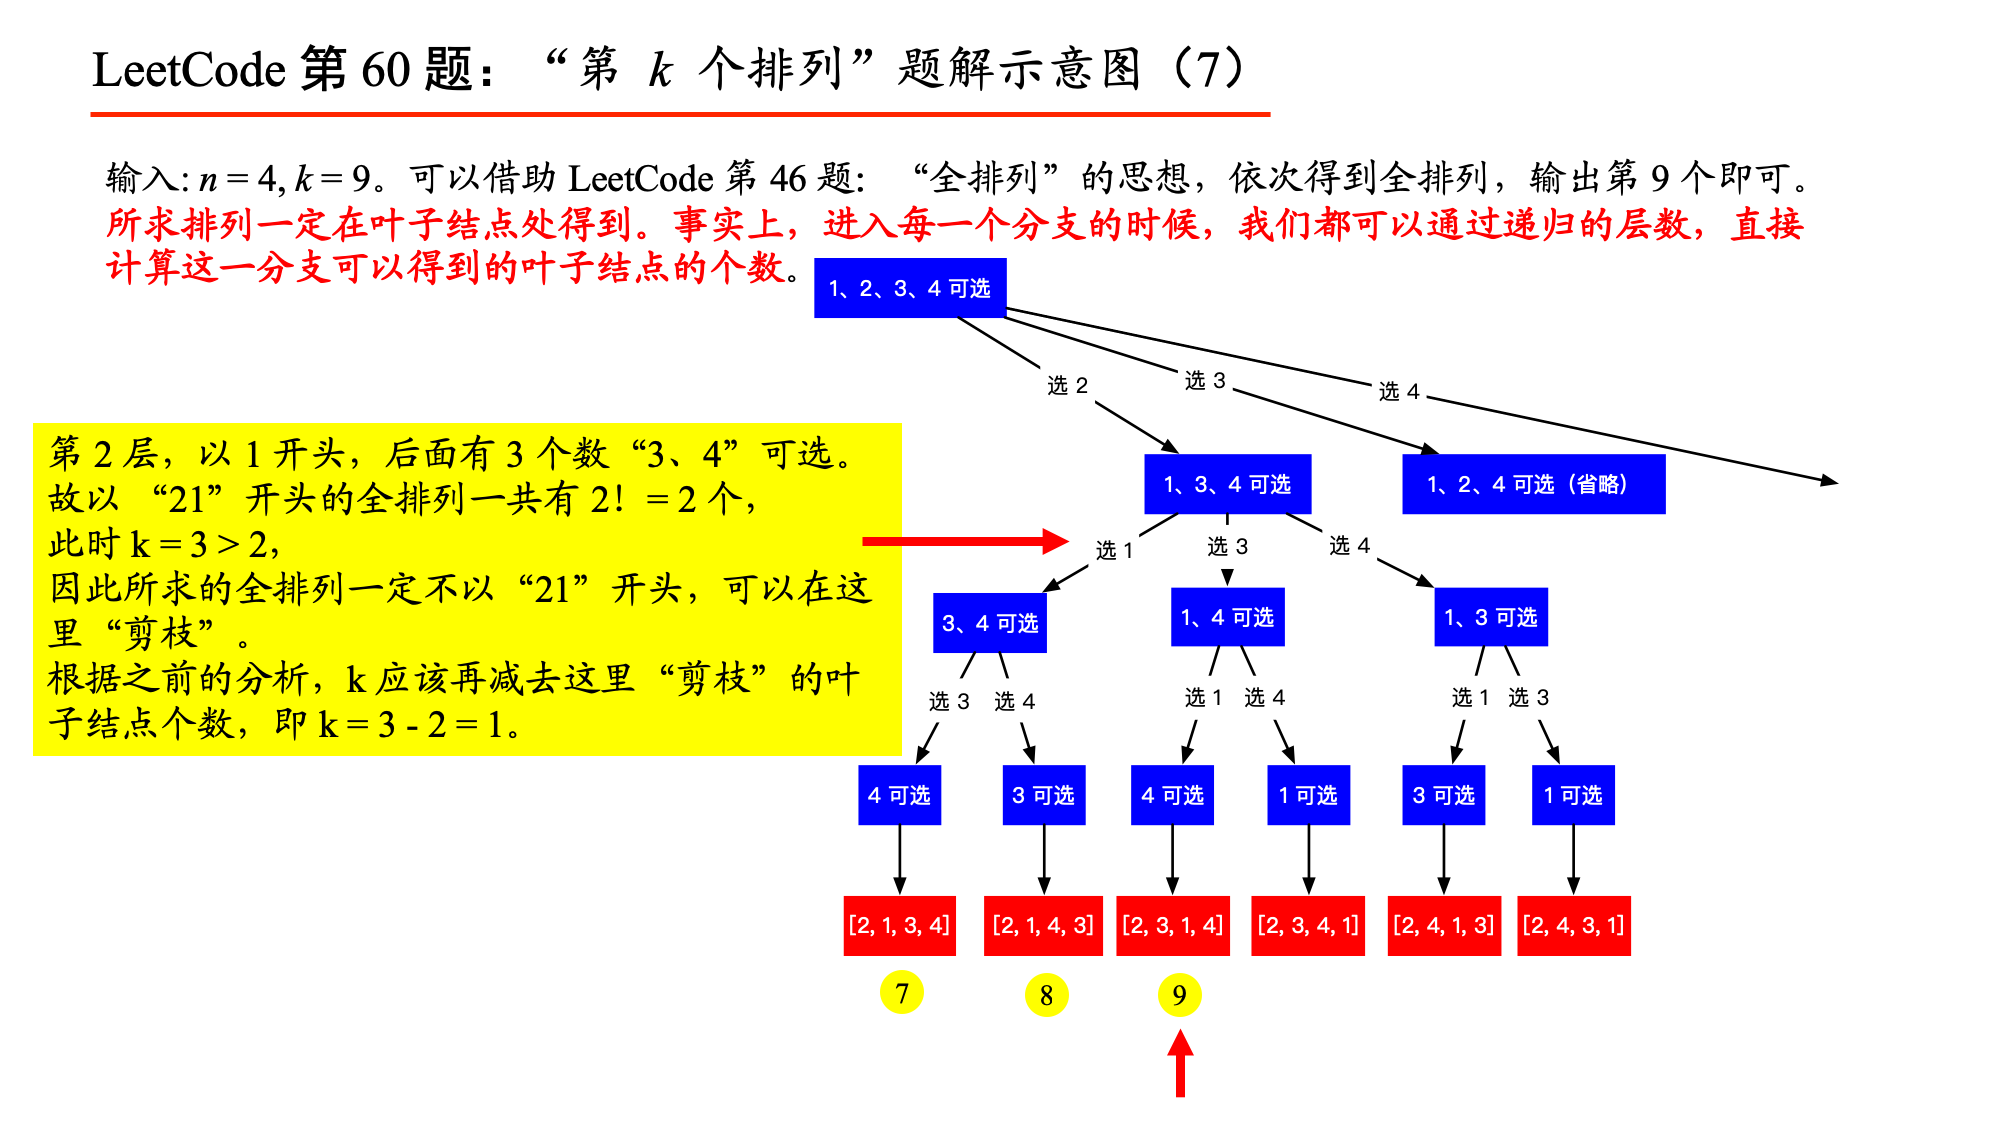 LeetCode 第 60 题：“第 k 个排列”题解示意图（7）
输入: n = 4, k = 9。可以借助 LeetCode 第 46 题：“全排列”的思想，依次得到全排列，输出第 9 个即可。
所求排列一定在叶子结点处得到。事实上，进入每一个分支的时候，我们都可以通过递归的层数，直接
计算这一分支可以得到的叶子结点的个数。
1、2、3、4 可选
选 2
选 3
选 4
第 2 层，以 1 开头，后面有 3 个数“3、4”可选。
故以 “21”开头的全排列一共有 2！= 2 个，
此时 k = 3 > 2，
因此所求的全排列一定不以“21”开头，可以在这
里“剪枝”。
根据之前的分析，k 应该再减去这里“剪枝”的叶
子结点个数，即 k = 3 - 2 = 1。
1、3、4 可选
1、2、4 可选（省略）
选 1
选 3
选 4
3、4 可选
1、4 可选
1、3 可选
选 3
选 4
选 1
选 4
选 1
选 3
4 可选
3 可选
4 可选
1 可选
3 可选
1 可选
[2, 1, 3, 4]
[2, 1, 4, 3]
[2, 3, 1, 4]
[2, 3, 4, 1]
[2, 4, 1, 3]
[2, 4, 3, 1]
7
8
9